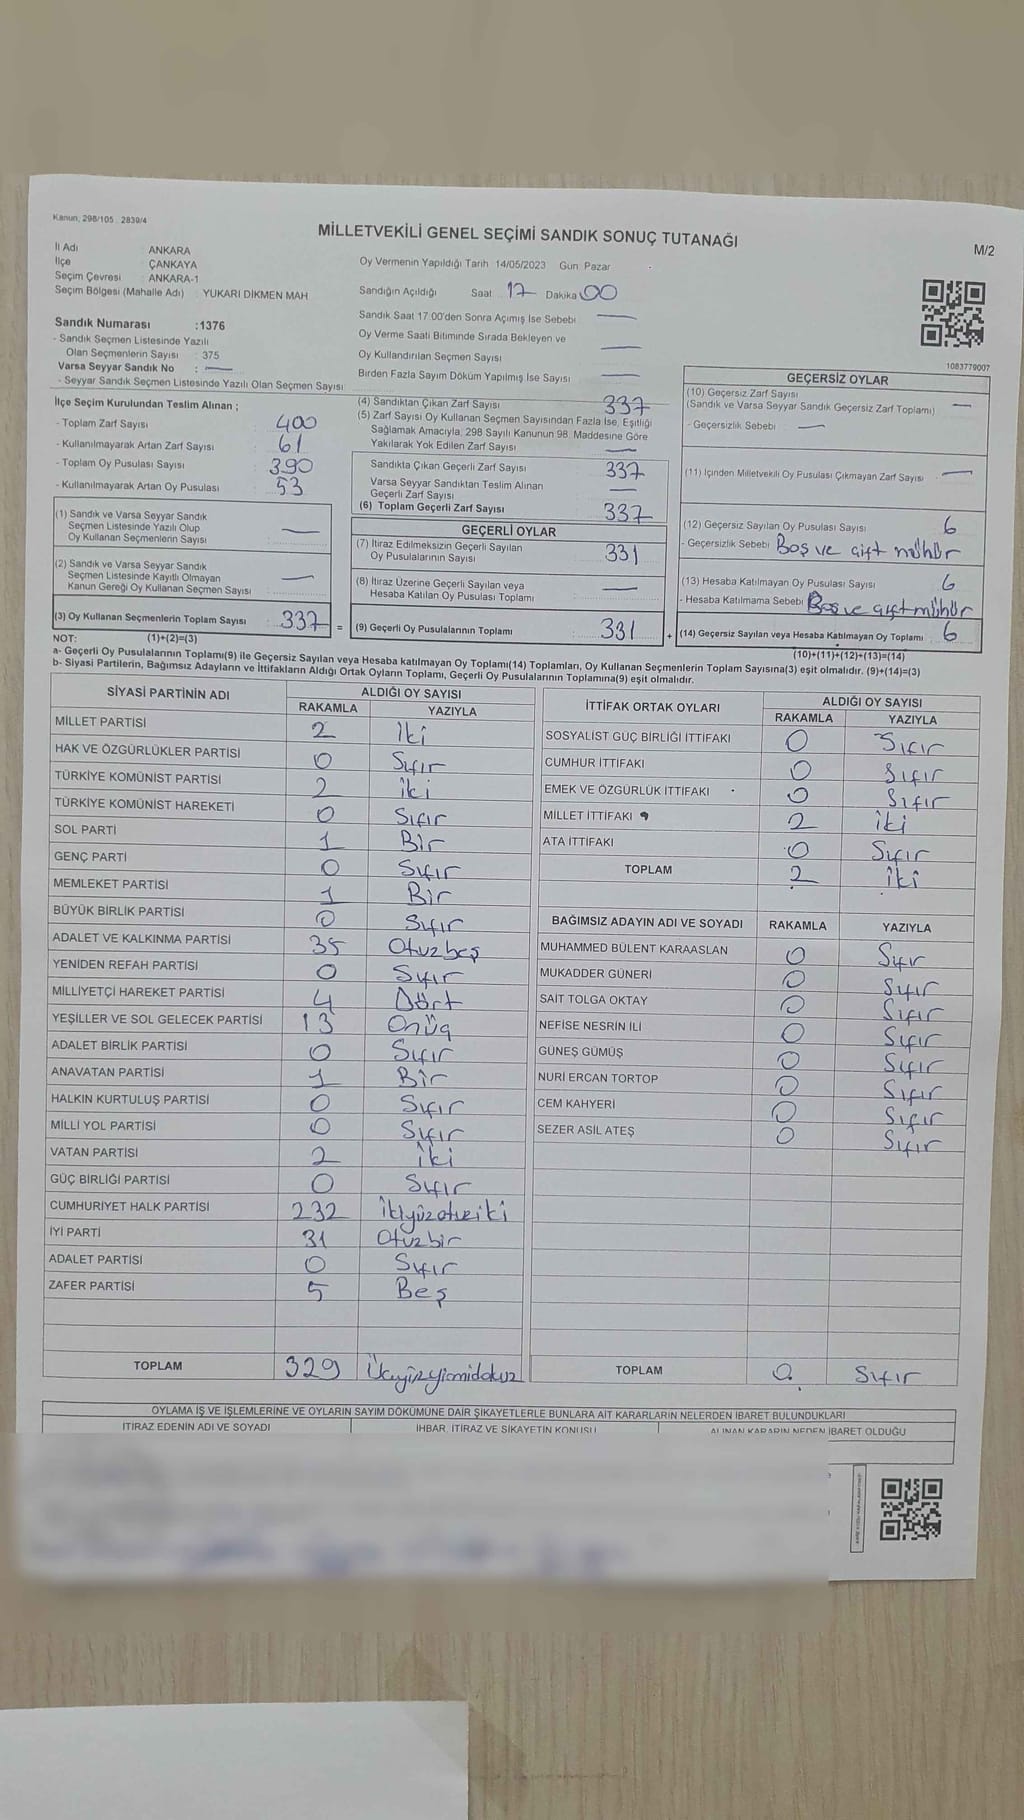 Kanun; 298/105 2839/4
MİLLETVEKİLİ GENEL SEÇİMİ SANDIK SONUÇ TUTANAĞI
M/2
İl Adı ANKARA
İlçe ÇANKAYA
Seçim Çevresi ANKARA-1
Seçim Bölgesi (Mahalle Adı) : YUKARI DİKMEN MAH
Oy Vermenin Yapıldığı Tarih 14/05/2023 Gün Pazar
Sandığın Açıldığı Saat 17 Dakika 00
Sandık Saat 17:00'den Sonra Açımış İse Sebebi —
Oy Verme Saati Bitiminde Sırada Bekleyen ve
Oy Kullandırılan Seçmen Sayısı —
Birden Fazla Sayım Döküm Yapılmış İse Sayısı —
Sandık Numarası :1376
- Sandık Seçmen Listesinde Yazılı
Olan Seçmenlerin Sayısı : 375
Varsa Seyyar Sandık No : —
- Seyyar Sandık Seçmen Listesinde Yazılı Olan Seçmen Sayısı:
1083779007
İlçe Seçim Kurulundan Teslim Alınan ;
- Toplam Zarf Sayısı 400
- Kullanılmayarak Artan Zarf Sayısı 61
- Toplam Oy Pusulası Sayısı 390
- Kullanılmayarak Artan Oy Pusulası 53
(1) Sandık ve Varsa Seyyar Sandık
Seçmen Listesinde Yazılı Olup
Oy Kullanan Seçmenlerin Sayısı —
(2) Sandık ve Varsa Seyyar Sandık
Seçmen Listesinde Kayıtlı Olmayan
Kanun Gereği Oy Kullanan Seçmen Sayısı —
(3) Oy Kullanan Seçmenlerin Toplam Sayısı 337 =
(4) Sandıktan Çıkan Zarf Sayısı 337
(5) Zarf Sayısı Oy Kullanan Seçmen Sayısından Fazla İse, Eşitliği
Sağlamak Amacıyla, 298 Sayılı Kanunun 98. Maddesine Göre
Yakılarak Yok Edilen Zarf Sayısı —
Sandıkta Çıkan Geçerli Zarf Sayısı 337
Varsa Seyyar Sandıktan Teslim Alınan
Geçerli Zarf Sayısı —
(6) Toplam Geçerli Zarf Sayısı 337
GEÇERLİ OYLAR
(7) İtiraz Edilmeksizin Geçerli Sayılan
Oy Pusulalarının Sayısı 331
(8) İtiraz Üzerine Geçerli Sayılan veya
Hesaba Katılan Oy Pusulası Toplamı —
(9) Geçerli Oy Pusulalarının Toplamı 331 +
GEÇERSİZ OYLAR
(10) Geçersiz Zarf Sayısı
(Sandık ve Varsa Seyyar Sandık Geçersiz Zarf Toplamı) —
- Geçersizlik Sebebi : —
(11) İçinden Milletvekili Oy Pusulası Çıkmayan Zarf Sayısı —
(12) Geçersiz Sayılan Oy Pusulası Sayısı 6
- Geçersizlik Sebebi Boş ve çift mühür
(13) Hesaba Katılmayan Oy Pusulası Sayısı 6
- Hesaba Katılmama Sebebi Boş ve çift mühür
(14) Geçersiz Sayılan veya Hesaba Katılmayan Oy Toplamı 6
NOT: (1)+(2)=(3)
(10)+(11)+(12)+(13)=(14)
a- Geçerli Oy Pusulalarının Toplamı(9) ile Geçersiz Sayılan veya Hesaba katılmayan Oy Toplamı(14) Toplamları, Oy Kullanan Seçmenlerin Toplam Sayısına(3) eşit olmalıdır. (9)+(14)=(3)
b- Siyasi Partilerin, Bağımsız Adayların ve İttifakların Aldığı Ortak Oyların Toplamı, Geçerli Oy Pusulalarının Toplamına(9) eşit olmalıdır.
SİYASİ PARTİNİN ADI ALDIĞI OY SAYISI
RAKAMLA YAZIYLA
MİLLET PARTİSİ 2 İki
HAK VE ÖZGÜRLÜKLER PARTİSİ 0 Sıfır
TÜRKİYE KOMÜNİST PARTİSİ 2 iki
TÜRKİYE KOMÜNİST HAREKETİ 0 Sıfır
SOL PARTİ 1 Bir
GENÇ PARTİ 0 Sıfır
MEMLEKET PARTİSİ 1 Bir
BÜYÜK BİRLİK PARTİSİ 0 Sıfır
ADALET VE KALKINMA PARTİSİ 35 Otuzbeş
YENİDEN REFAH PARTİSİ 0 Sıfır
MİLLİYETÇİ HAREKET PARTİSİ 4 Dört
YEŞİLLER VE SOL GELECEK PARTİSİ 13 Onüç
ADALET BİRLİK PARTİSİ 0 Sıfır
ANAVATAN PARTİSİ 1 Bir
HALKIN KURTULUŞ PARTİSİ 0 Sıfır
MİLLİ YOL PARTİSİ 0 Sıfır
VATAN PARTİSİ 2 iki
GÜÇ BİRLİĞİ PARTİSİ 0 Sıfır
CUMHURİYET HALK PARTİSİ 232 ikiyüzotuziki
İYİ PARTİ 31 Otuzbir
ADALET PARTİSİ 0 Sıfır
ZAFER PARTİSİ 5 Beş
TOPLAM 329 Üçyüzyirmidokuz
İTTİFAK ORTAK OYLARI ALDIĞI OY SAYISI
RAKAMLA YAZIYLA
SOSYALİST GÜÇ BİRLİĞİ İTTİFAKI 0 Sıfır
CUMHUR İTTİFAKI 0 Sıfır
EMEK VE ÖZGÜRLÜK İTTİFAKI 0 Sıfır
MİLLET İTTİFAKI 2 iki
ATA İTTİFAKI 0 Sıfır
TOPLAM 2 iki
BAĞIMSIZ ADAYIN ADI VE SOYADI RAKAMLA YAZIYLA
MUHAMMED BÜLENT KARAASLAN 0 Sıfır
MUKADDER GÜNERİ 0 Sıfır
SAİT TOLGA OKTAY 0 Sıfır
NEFİSE NESRİN İLİ 0 Sıfır
GÜNEŞ GÜMÜŞ 0 Sıfır
NURİ ERCAN TORTOP 0 Sıfır
CEM KAHYERİ 0 Sıfır
SEZER ASİL ATEŞ 0 Sıfır
TOPLAM 0 Sıfır
OYLAMA İŞ VE İŞLEMLERİNE VE OYLARIN SAYIM DÖKÜMÜNE DAİR ŞİKAYETLERLE BUNLARA AİT KARARLARIN NELERDEN İBARET BULUNDUKLARI
İTİRAZ EDENİN ADI VE SOYADI İHBAR, İTİRAZ VE ŞİKAYETİN KONUSU ALINAN KARARIN NEDEN İBARET OLDUĞU